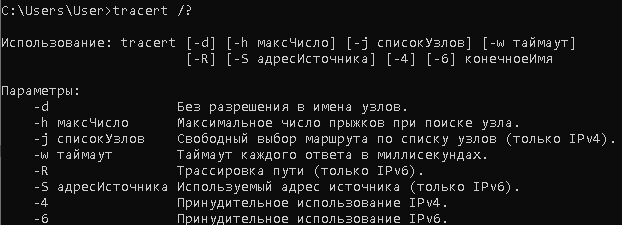 C:\Users\User>tracert /?
Использование: tracert [-d] [-h максЧисло] [-j списокУзлов] [-w таймаут]
[-R] [-S адресИсточника] [-4] [-6] конечноеИмя
Параметры:
-d Без разрешения в имена узлов.
-h максЧисло Максимальное число прыжков при поиске узла.
-j списокУзлов Свободный выбор маршрута по списку узлов (только IPv4).
-w таймаут Таймаут каждого ответа в миллисекундах.
-R Трассировка пути (только IPv6).
-S адресИсточника Используемый адрес источника (только IPv6).
-4 Принудительное использование IPv4.
-6 Принудительное использование IPv6.